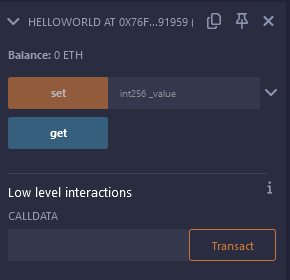 HELLOWORLD AT 0X76F...91959 (
Balance: 0 ETH
set int256 _value
get
Low level interactions i
CALLDATA
Transact